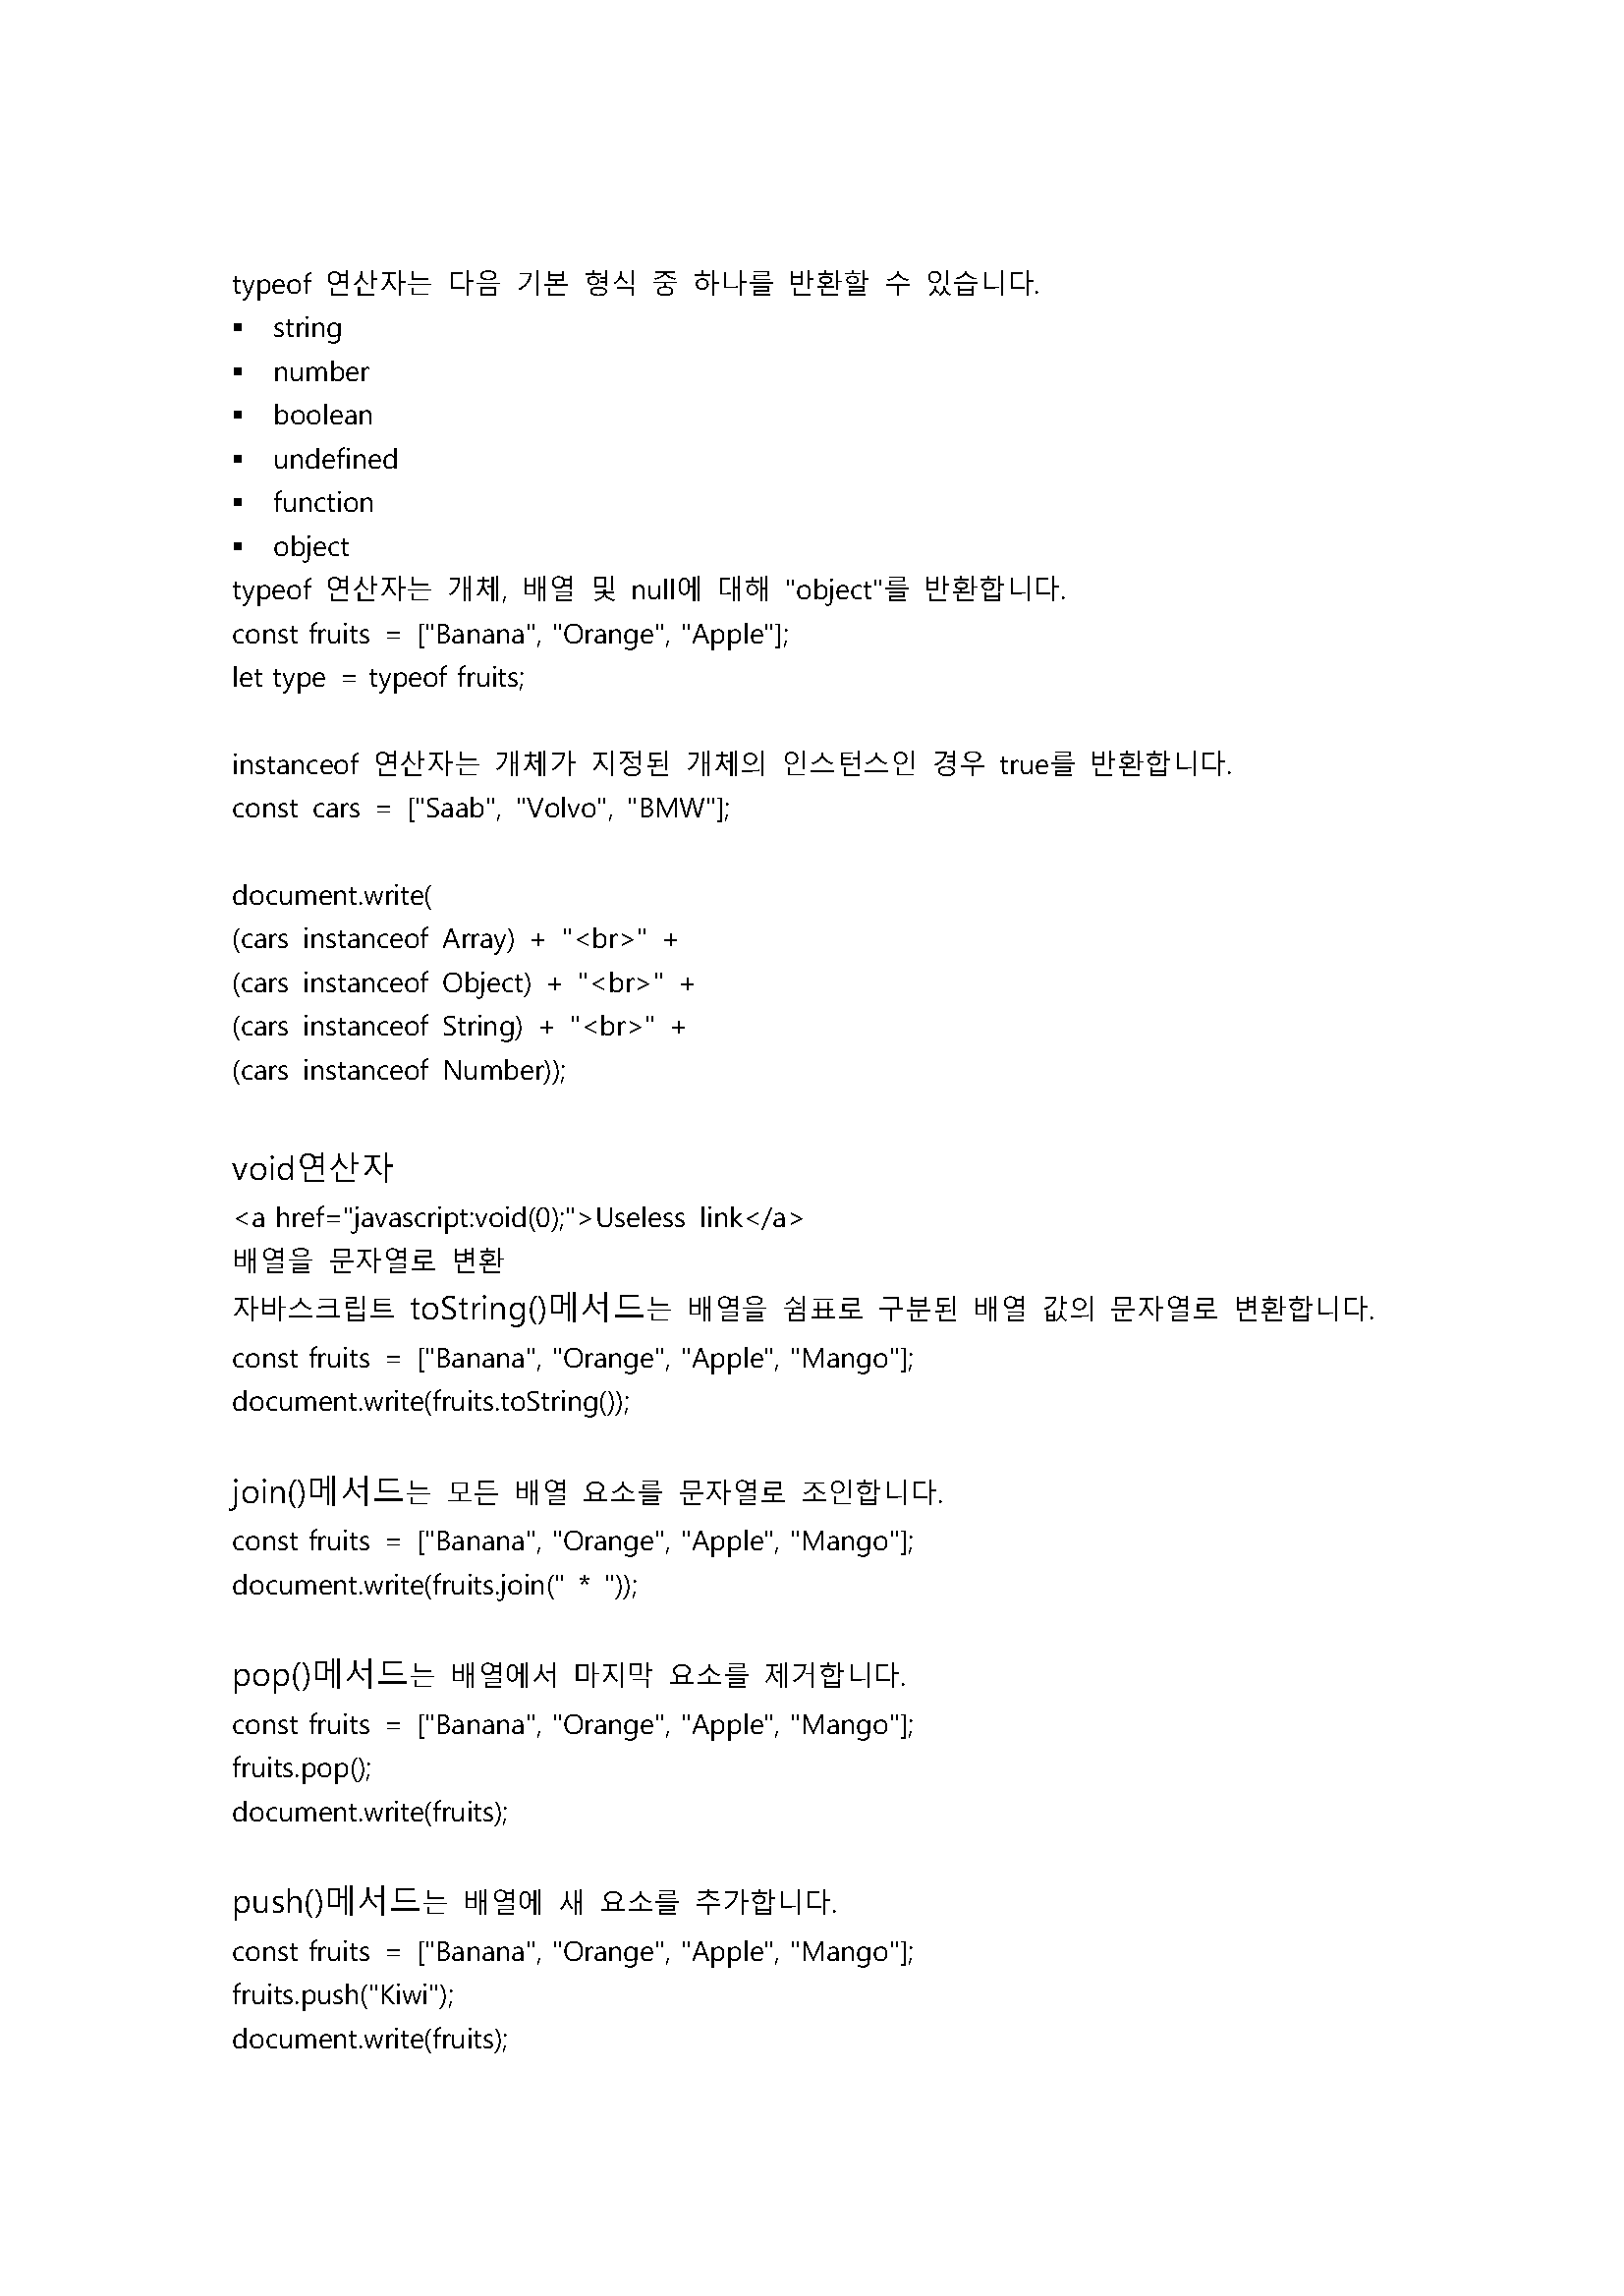 typeof 연산자는 다음 기본 형식 중 하나를 반환할 수 있습니다.
▪ string
▪ number
▪ boolean
▪ undefined
▪ function
▪ object
typeof 연산자는 개체, 배열 및 null에 대해 "object"를 반환합니다.
const fruits = ["Banana", "Orange", "Apple"];
let type = typeof fruits;
instanceof 연산자는 개체가 지정된 개체의 인스턴스인 경우 true를 반환합니다.
const cars = ["Saab", "Volvo", "BMW"];
document.write(
(cars instanceof Array) + "<br>" +
(cars instanceof Object) + "<br>" +
(cars instanceof String) + "<br>" +
(cars instanceof Number));
void연산자
<a href="javascript:void(0);">Useless link</a>
배열을 문자열로 변환
자바스크립트 toString()메서드는 배열을 쉼표로 구분된 배열 값의 문자열로 변환합니다.
const fruits = ["Banana", "Orange", "Apple", "Mango"];
document.write(fruits.toString());
join()메서드는 모든 배열 요소를 문자열로 조인합니다.
const fruits = ["Banana", "Orange", "Apple", "Mango"];
document.write(fruits.join(" * "));
pop()메서드는 배열에서 마지막 요소를 제거합니다.
const fruits = ["Banana", "Orange", "Apple", "Mango"];
fruits.pop();
document.write(fruits);
push()메서드는 배열에 새 요소를 추가합니다.
const fruits = ["Banana", "Orange", "Apple", "Mango"];
fruits.push("Kiwi");
document.write(fruits);